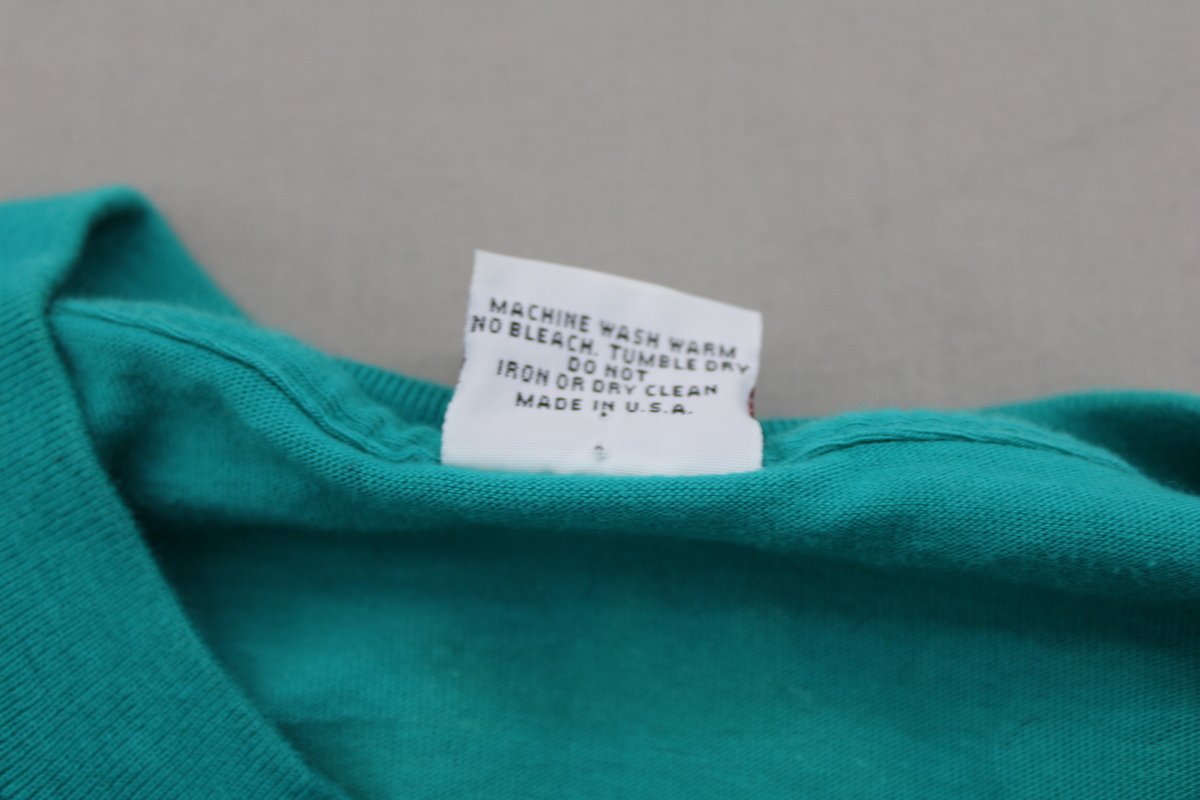 MACHINE WASH WARM
NO BLEACH. TUMBLE DRY
DO NOT
IRON OR DRY CLEAN
MADE IN U.S.A.